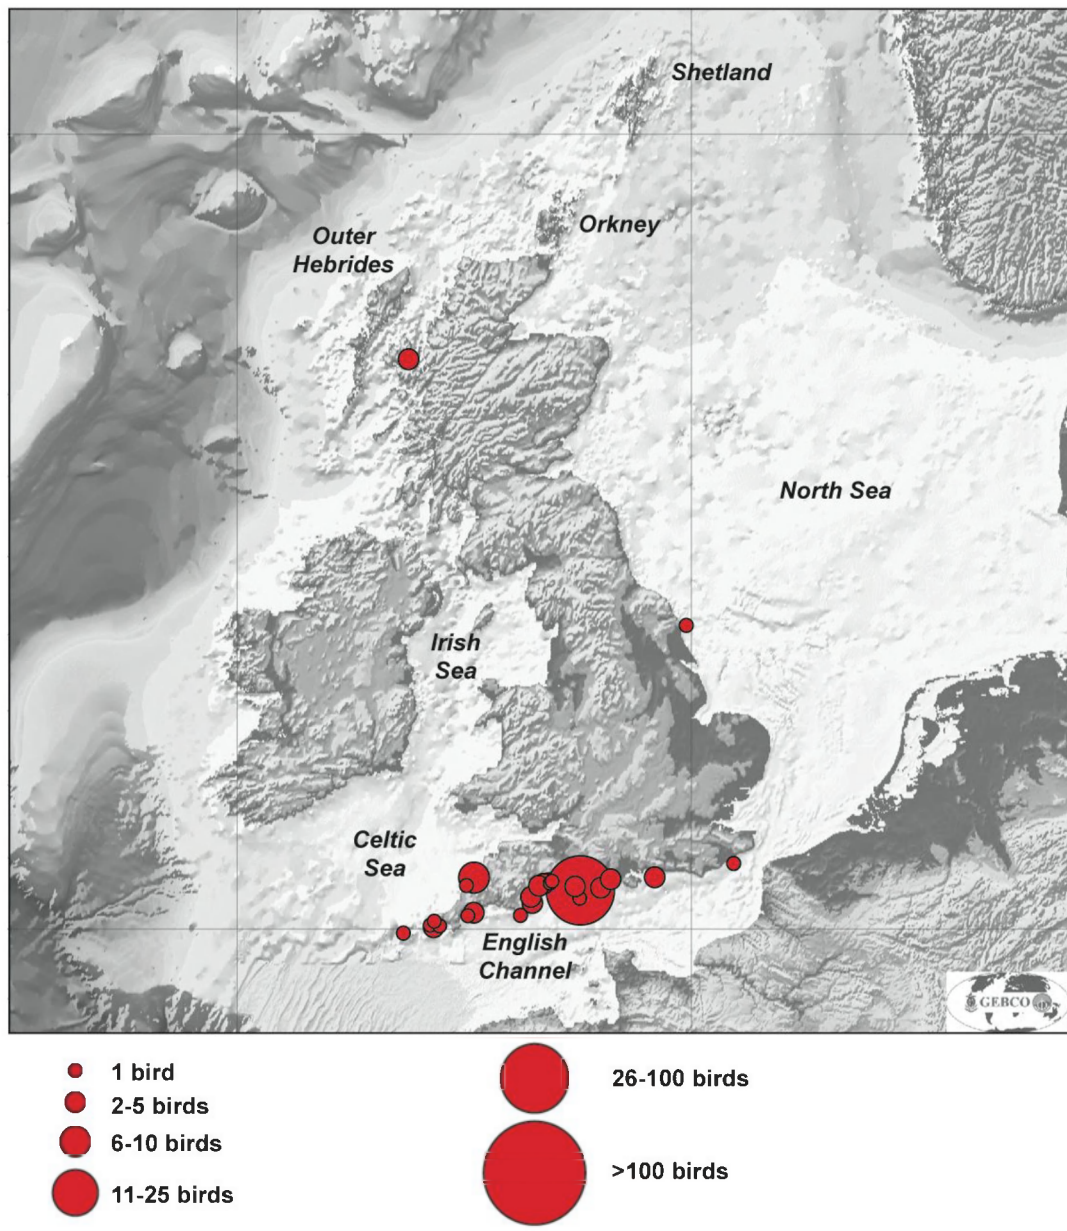 Shetland
Orkney
Outer
Hebrides
North Sea
Irish
Sea
Celtic
Sea
English
Channel
GEBCO
1 bird
2-5 birds
6-10 birds
11-25 birds
26-100 birds
>100 birds